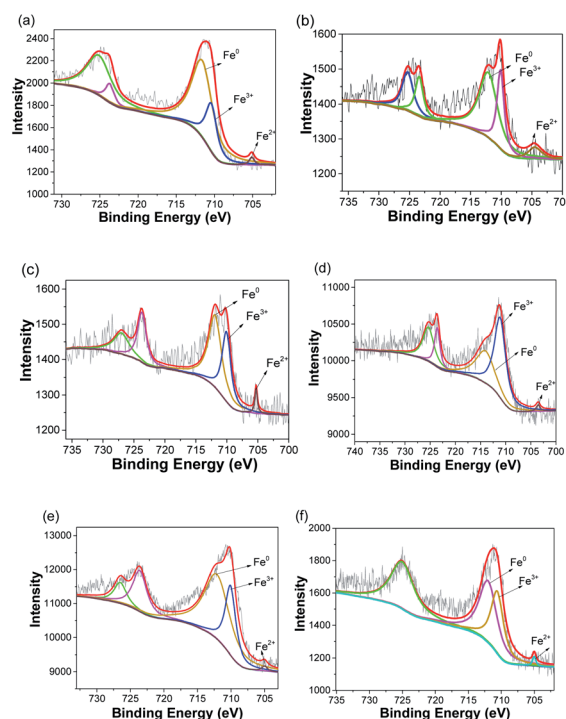 (a)
2400
2200
2000
1800
1600
1400
1200
Intensity
Fe0
Fe3+
Fe2+
730 725 720 715 710 705
Binding Energy (eV)
(b)
1600
1500
1400
1300
1200
Intensity
Fe0
Fe3+
Fe2+
735 730 725 720 715 710 705 700
Binding Energy (eV)
(c)
1600
1500
1400
1300
1200
Intensity
Fe0
Fe3+
Fe2+
735 730 725 720 715 710 705 700
Binding Energy (eV)
(d)
11000
10500
10000
9500
9000
Intensity
Fe3+
Fe0
Fe2+
740 735 730 725 720 715 710 705 700
Binding Energy (eV)
(e)
13000
12000
11000
10000
9000
Intensity
Fe0
Fe3+
Fe2+
730 725 720 715 710 705
Binding Energy (eV)
(f)
2000
1800
1600
1400
1200
1000
Intensity
Fe0
Fe3+
Fe2+
735 730 725 720 715 710 705
Binding Energy (eV)